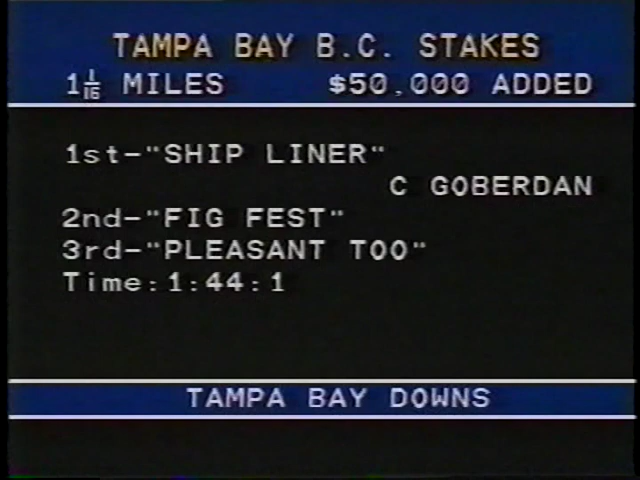 TAMPA BAY B.C. STAKES
1 1/16 MILES $50,000 ADDED
1st-"SHIP LINER"
C GOBERDAN
2nd-"FIG FEST"
3rd-"PLEASANT TOO"
Time:1:44:1
TAMPA BAY DOWNS